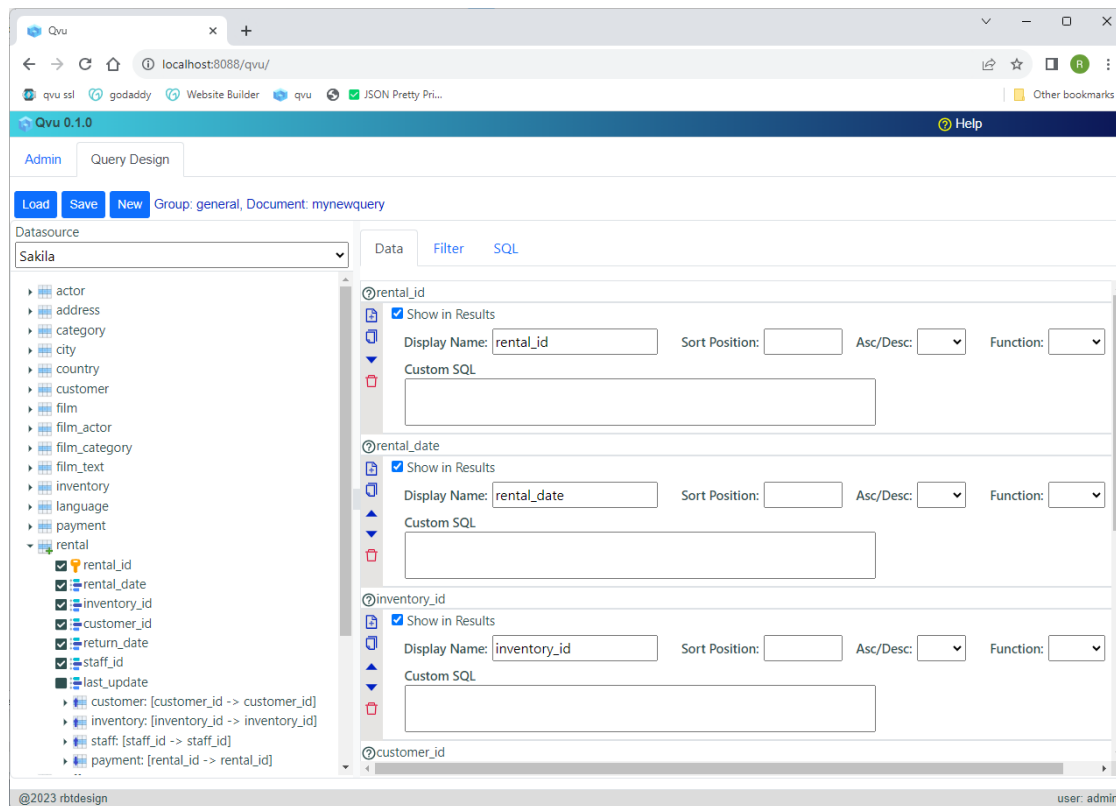 Qvu
localhost:8088/qvu/
R
qvu ssl godaddy Website Builder qvu JSON Pretty Pri... Other bookmarks
Qvu 0.1.0 Help
Admin Query Design
Load Save New Group: general, Document: mynewquery
Datasource
Sakila
actor
address
category
city
country
customer
film
film_actor
film_category
film_text
inventory
language
payment
rental
rental_id
rental_date
inventory_id
customer_id
return_date
staff_id
last_update
customer: [customer_id -> customer_id]
inventory: [inventory_id -> inventory_id]
staff: [staff_id -> staff_id]
payment: [rental_id -> rental_id]
Data Filter SQL
rental_id
Show in Results
Display Name: rental_id Sort Position: Asc/Desc: Function:
Custom SQL
rental_date
Show in Results
Display Name: rental_date Sort Position: Asc/Desc: Function:
Custom SQL
inventory_id
Show in Results
Display Name: inventory_id Sort Position: Asc/Desc: Function:
Custom SQL
customer_id
@2023 rbtdesign user: admin